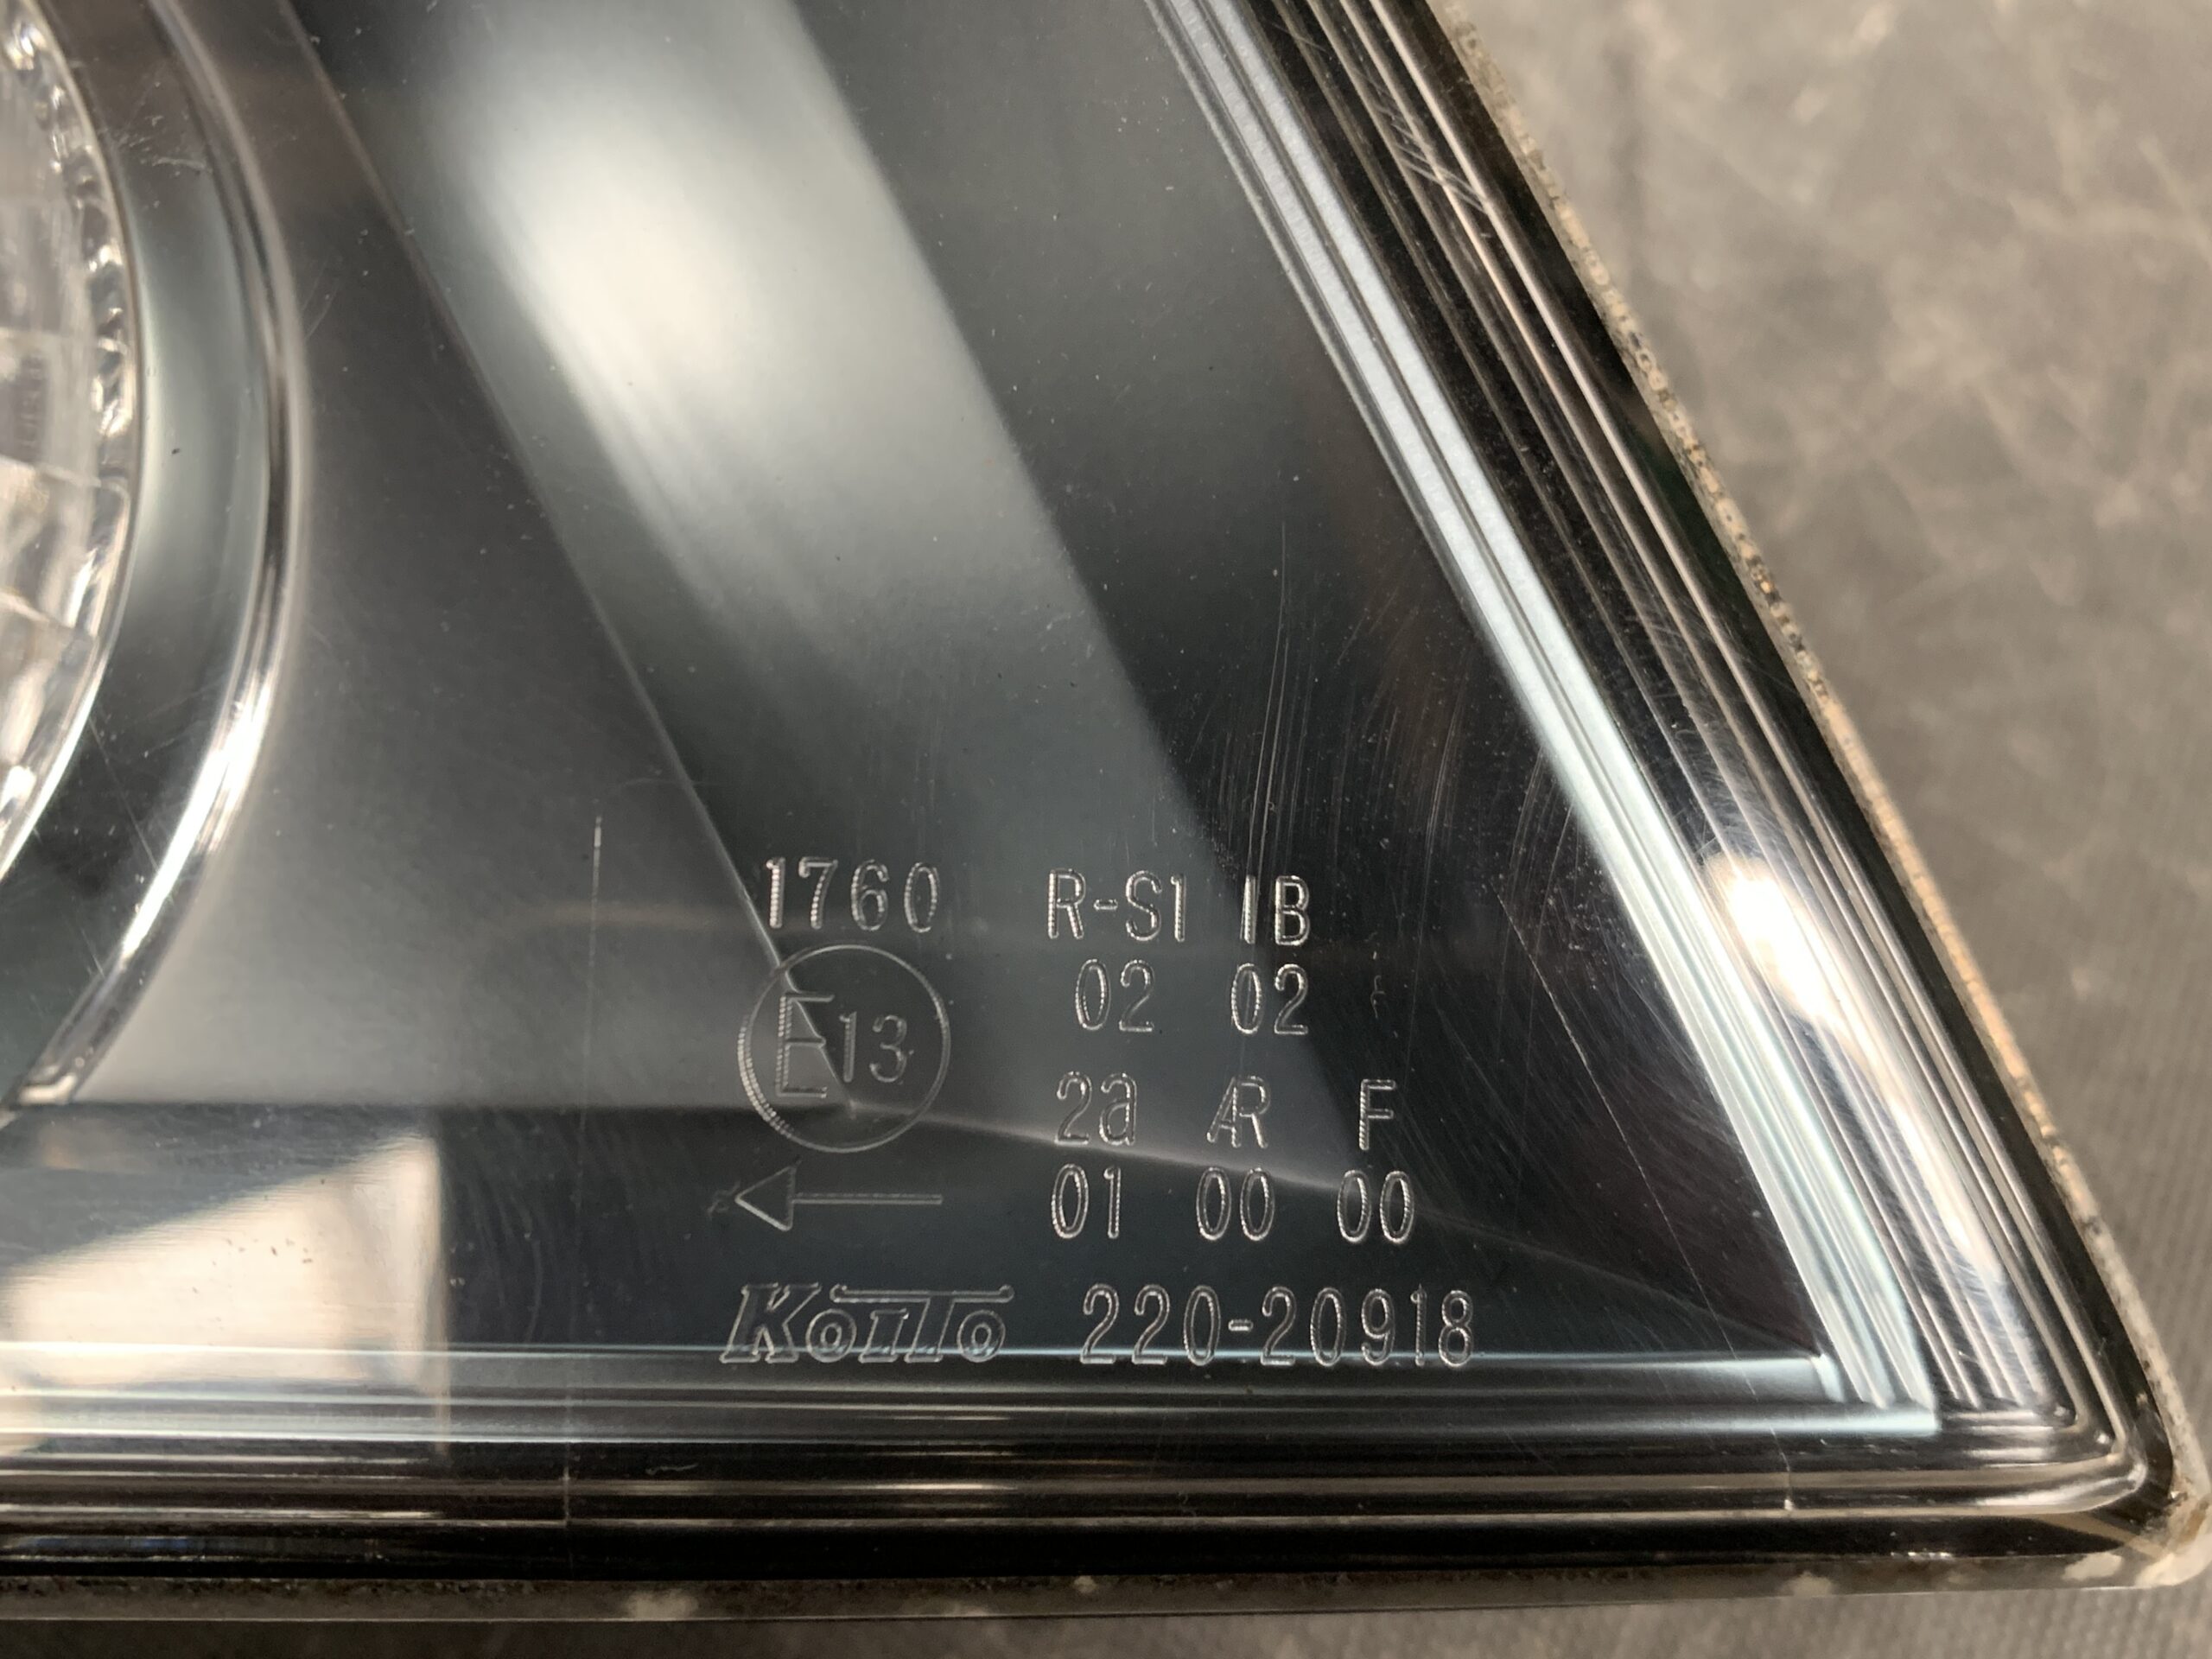 1760 R-S1 IB
02 02
E13
2a AR F
01 00 00
KOITO 220-20918